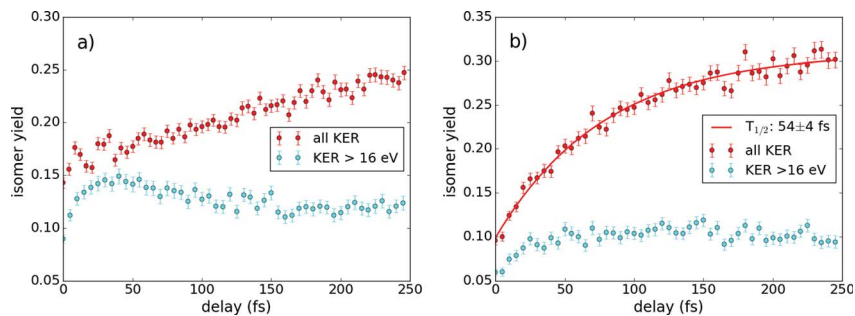 a)
isomer yield
0.30
0.25
0.20
0.15
0.10
0.05
all KER
KER > 16 eV
0 50 100 150 200 250
delay (fs)
b)
isomer yield
0.35
0.30
0.25
0.20
0.15
0.10
0.05
T1/2: 54±4 fs
all KER
KER >16 eV
0 50 100 150 200 250
delay (fs)